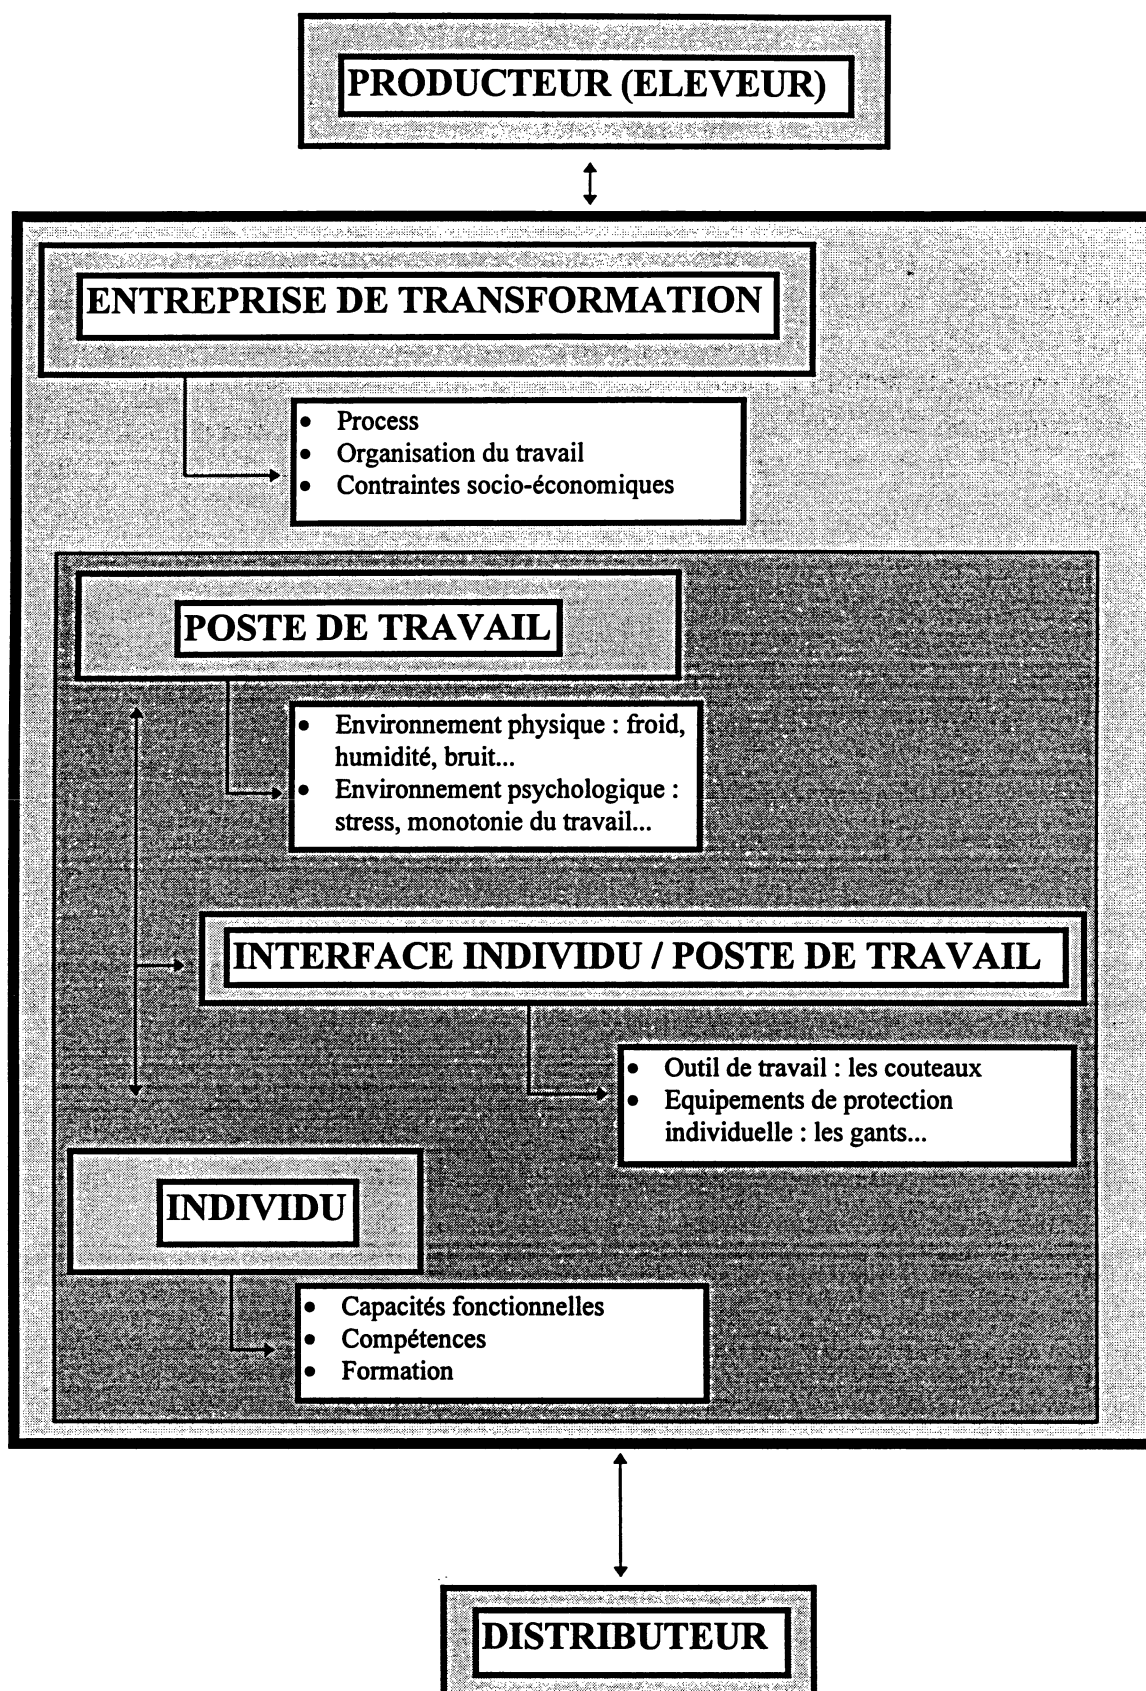 PRODUCTEUR (ELEVEUR)
ENTREPRISE DE TRANSFORMATION
• Process
• Organisation du travail
• Contraintes socio-économiques
POSTE DE TRAVAIL
• Environnement physique : froid,
humidité, bruit...
• Environnement psychologique :
stress, monotonie du travail...
INTERFACE INDIVIDU / POSTE DE TRAVAIL
• Outil de travail : les couteaux
• Equipements de protection
individuelle : les gants...
INDIVIDU
• Capacités fonctionnelles
• Compétences
• Formation
DISTRIBUTEUR